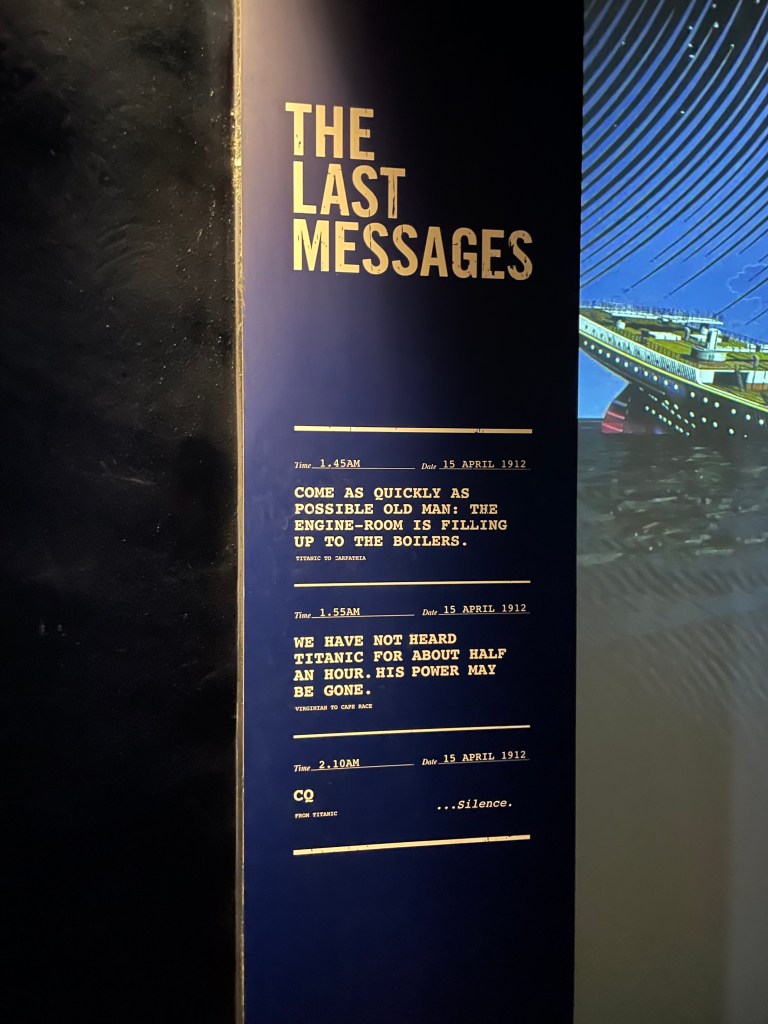 THE
LAST
MESSAGES
Time 1.45AM Date 15 APRIL 1912
COME AS QUICKLY AS
POSSIBLE OLD MAN: THE
ENGINE-ROOM IS FILLING
UP TO THE BOILERS.
TITANIC TO CARPATHIA
Time 1.55AM Date 15 APRIL 1912
WE HAVE NOT HEARD
TITANIC FOR ABOUT HALF
AN HOUR. HIS POWER MAY
BE GONE.
VIRGINIAN TO CAPE RACE
Time 2.10AM Date 15 APRIL 1912
CQ
...Silence.
FROM TITANIC